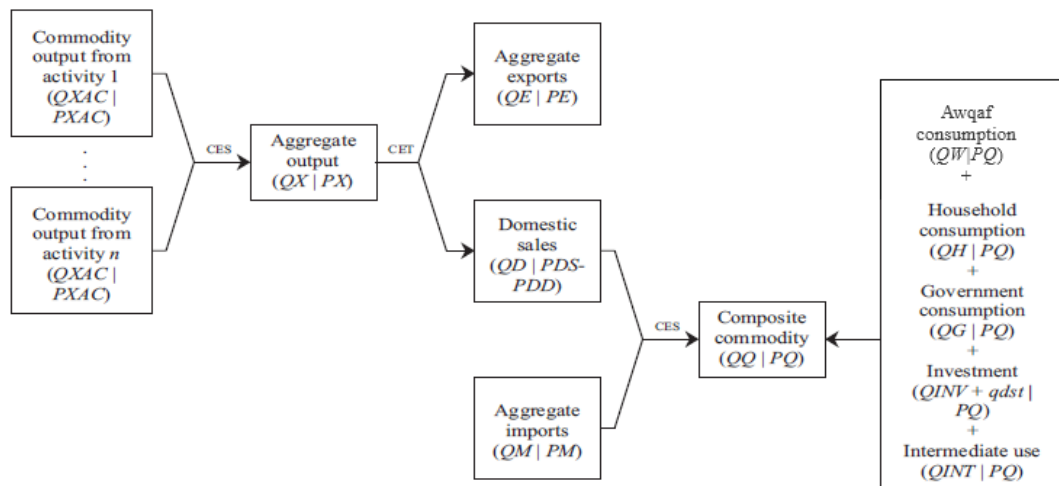 Commodity
output from
activity 1
(QXAC |
PXAC)
.
.
.
Commodity
output from
activity n
(QXAC |
PXAC)
CES
Aggregate
output
(QX | PX)
CET
Aggregate
exports
(QE | PE)
Domestic
sales
(QD | PDS-
PDD)
Aggregate
imports
(QM | PM)
CES
Composite
commodity
(QQ | PQ)
Awqaf
consumption
(QW|PQ)
+
Household
consumption
(QH | PQ)
+
Government
consumption
(QG | PQ)
+
Investment
(QINV + qdst |
PQ)
+
Intermediate use
(QINT | PQ)